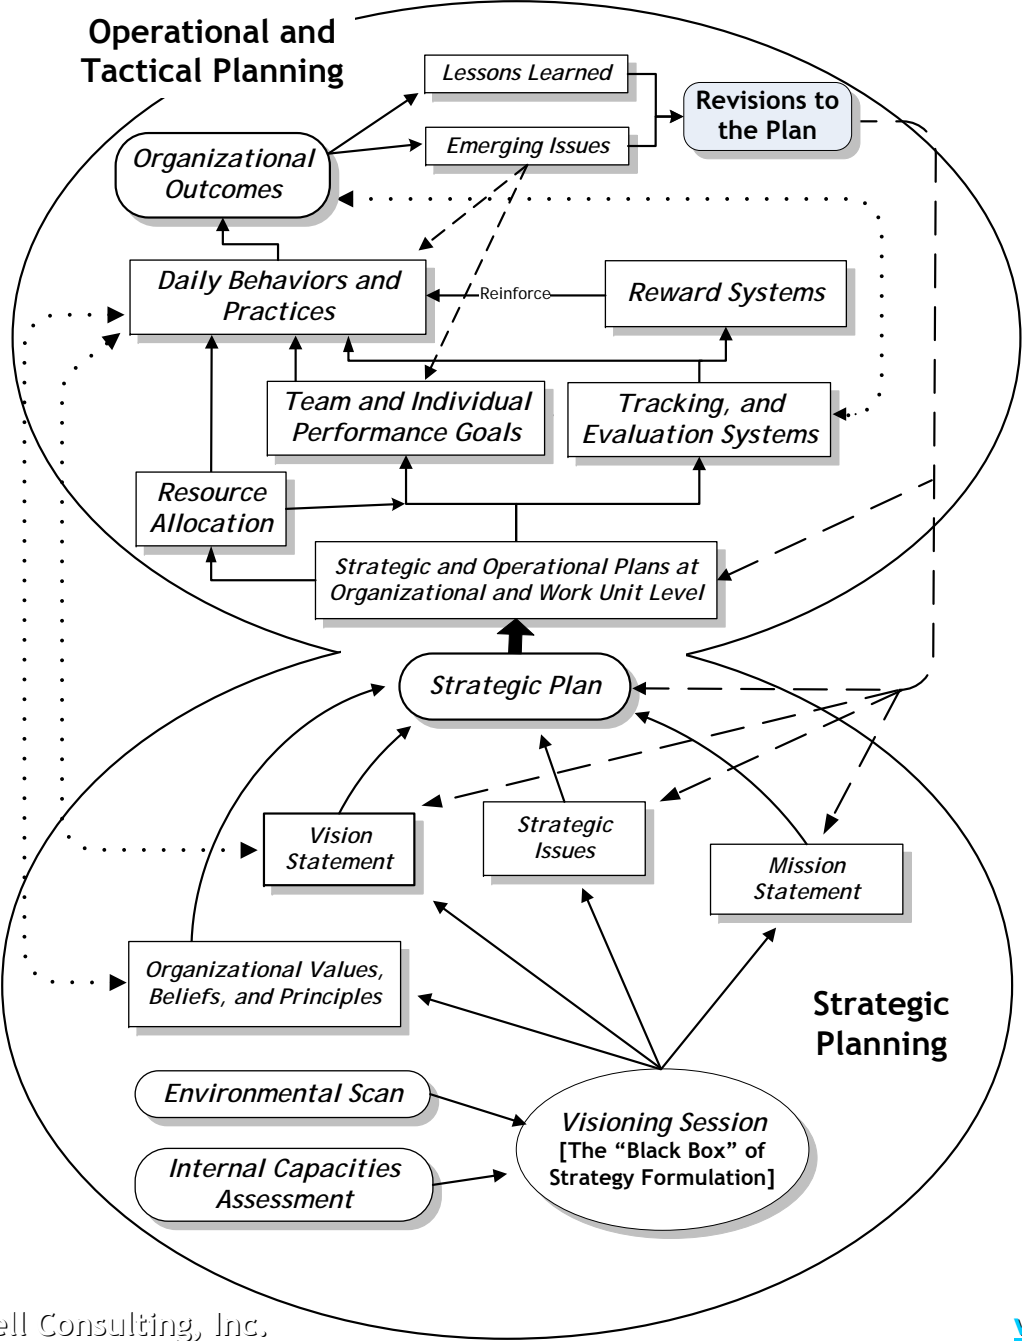 Operational and
Tactical Planning
Lessons Learned
Revisions to
the Plan
Emerging Issues
Organizational
Outcomes
Daily Behaviors and
Practices
Reinforce
Reward Systems
Team and Individual
Performance Goals
Tracking, and
Evaluation Systems
Resource
Allocation
Strategic and Operational Plans at
Organizational and Work Unit Level
Strategic Plan
Vision
Statement
Strategic
Issues
Mission
Statement
Organizational Values,
Beliefs, and Principles
Strategic
Planning
Environmental Scan
Visioning Session
[The “Black Box” of
Strategy Formulation]
Internal Capacities
Assessment
ell Consulting, Inc.